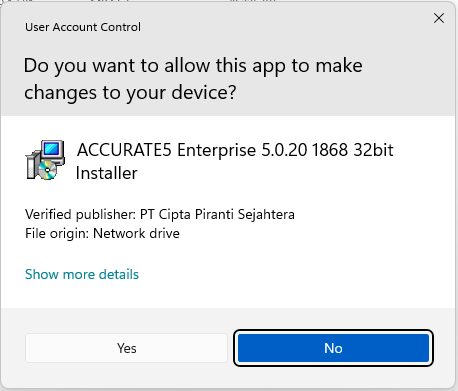 User Account Control
Do you want to allow this app to make
changes to your device?
ACCURATE5 Enterprise 5.0.20 1868 32bit
Installer
Verified publisher: PT Cipta Piranti Sejahtera
File origin: Network drive
Show more details
Yes
No